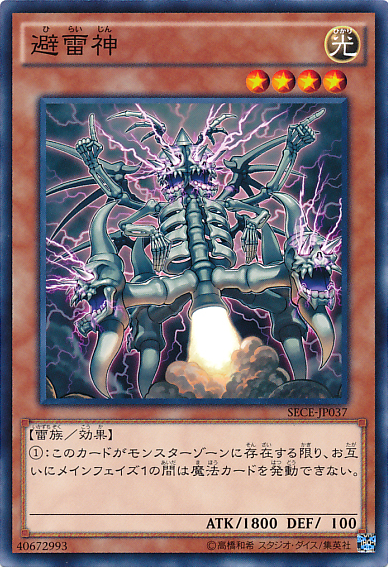 避雷神
光
SECE-JP037
【雷族/効果】
①:このカードがモンスターゾーンに存在する限り、お互
いにメインフェイズ1の間は魔法カードを発動できない。
ATK/1800 DEF/ 100
40672993
©高橋和希 スタジオ・ダイス/集英社